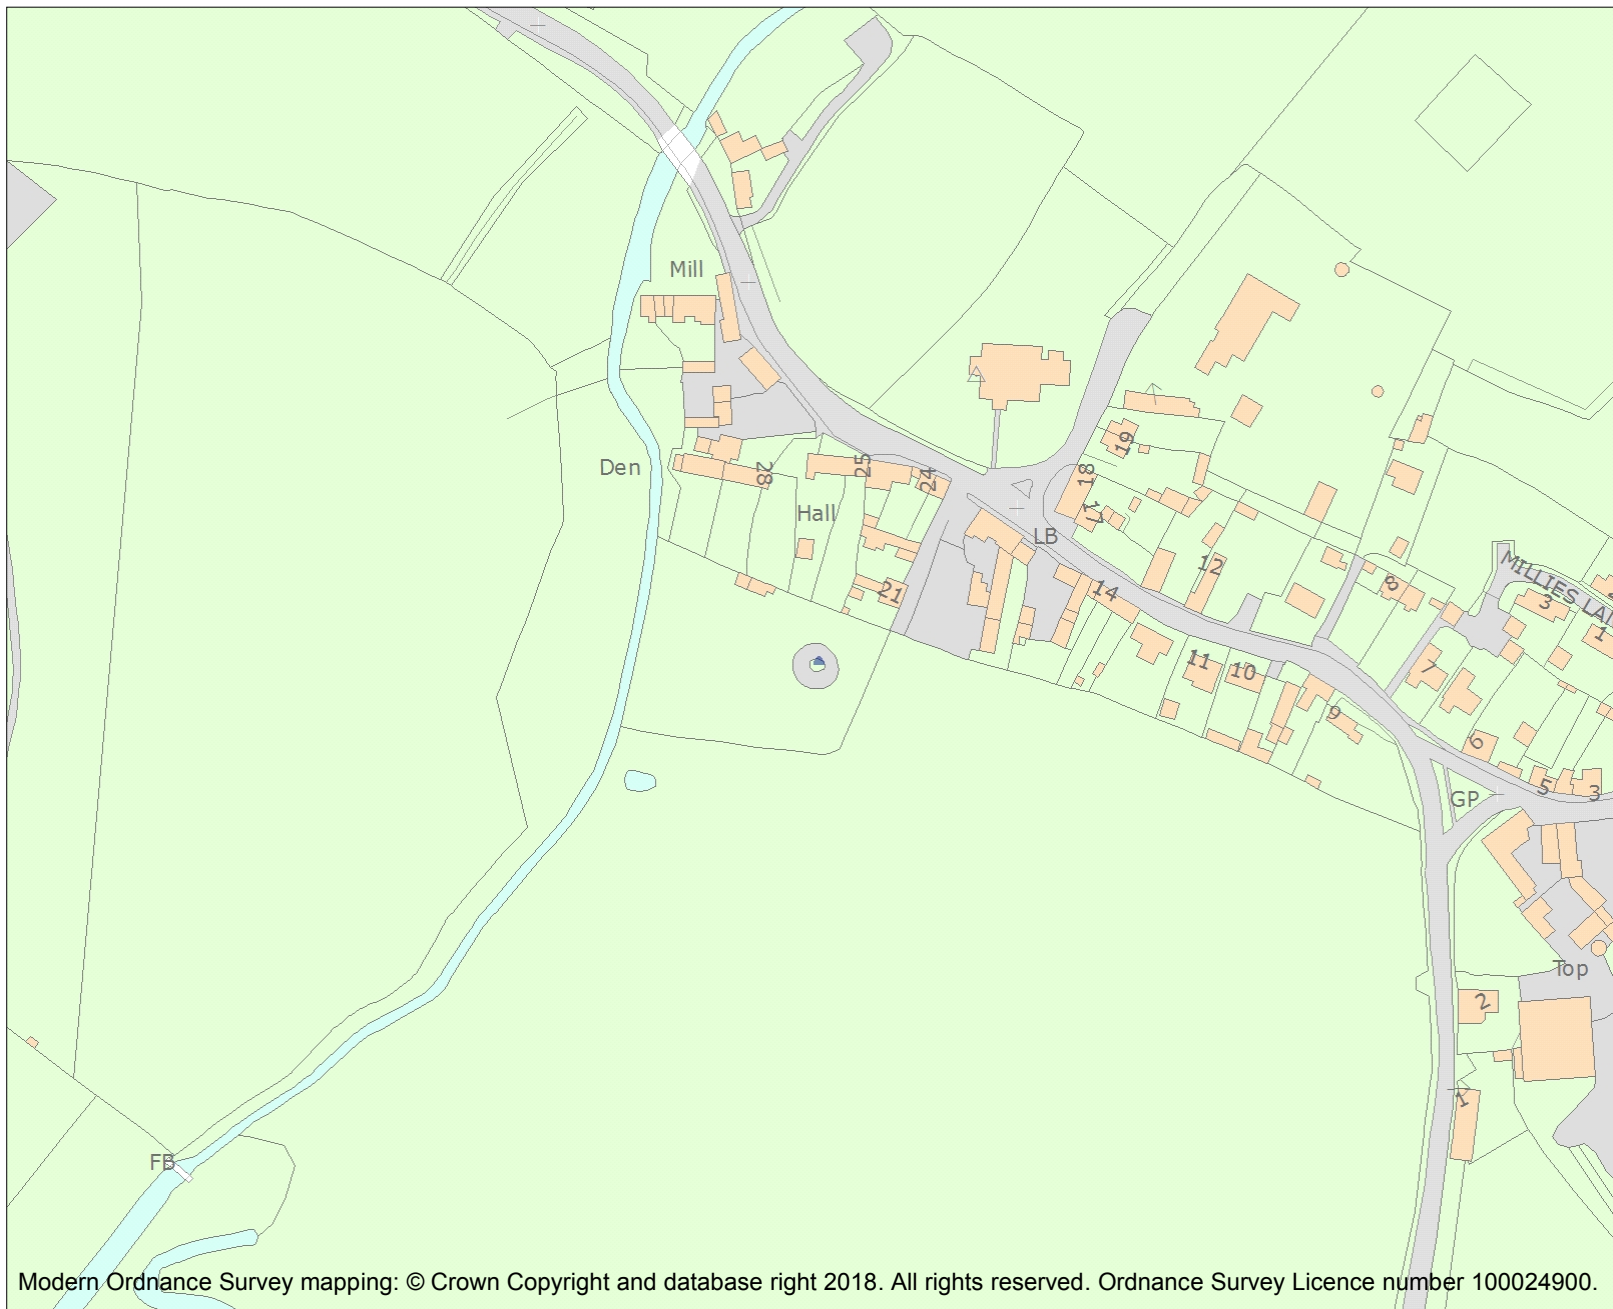 Mill
19
Den
28
25
24
18
17
Hall
LB
12
14
21
8
MILLIES LA
3
1
11
10
7
9
6
GP
5
3
Top
2
1
FB
Modern Ordnance Survey mapping: © Crown Copyright and database right 2018. All rights reserved. Ordnance Survey Licence number 100024900.